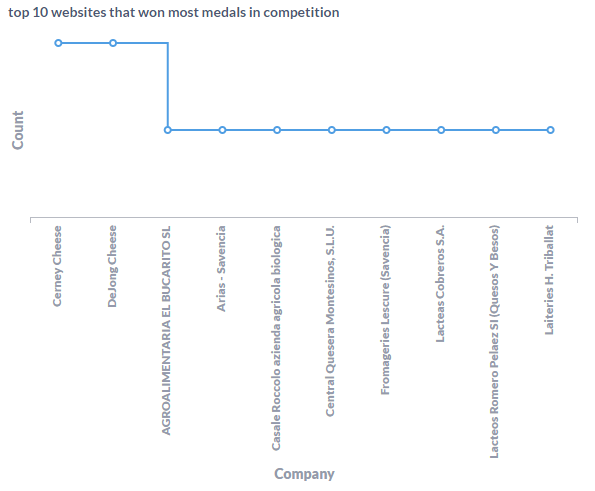 top 10 websites that won most medals in competition
Count
Cerney Cheese
DeJong Cheese
AGROALIMENTARIA EL BUCARITO SL
Arias - Savencia
Casale Roccolo azienda agricola biologica
Central Quesera Montesinos, S.L.U.
Fromageries Lescure (Savencia)
Lacteas Cobreros S.A.
Lacteos Romero Pelaez Sl (Quesos Y Besos)
Laiteries H. Triballat
Company